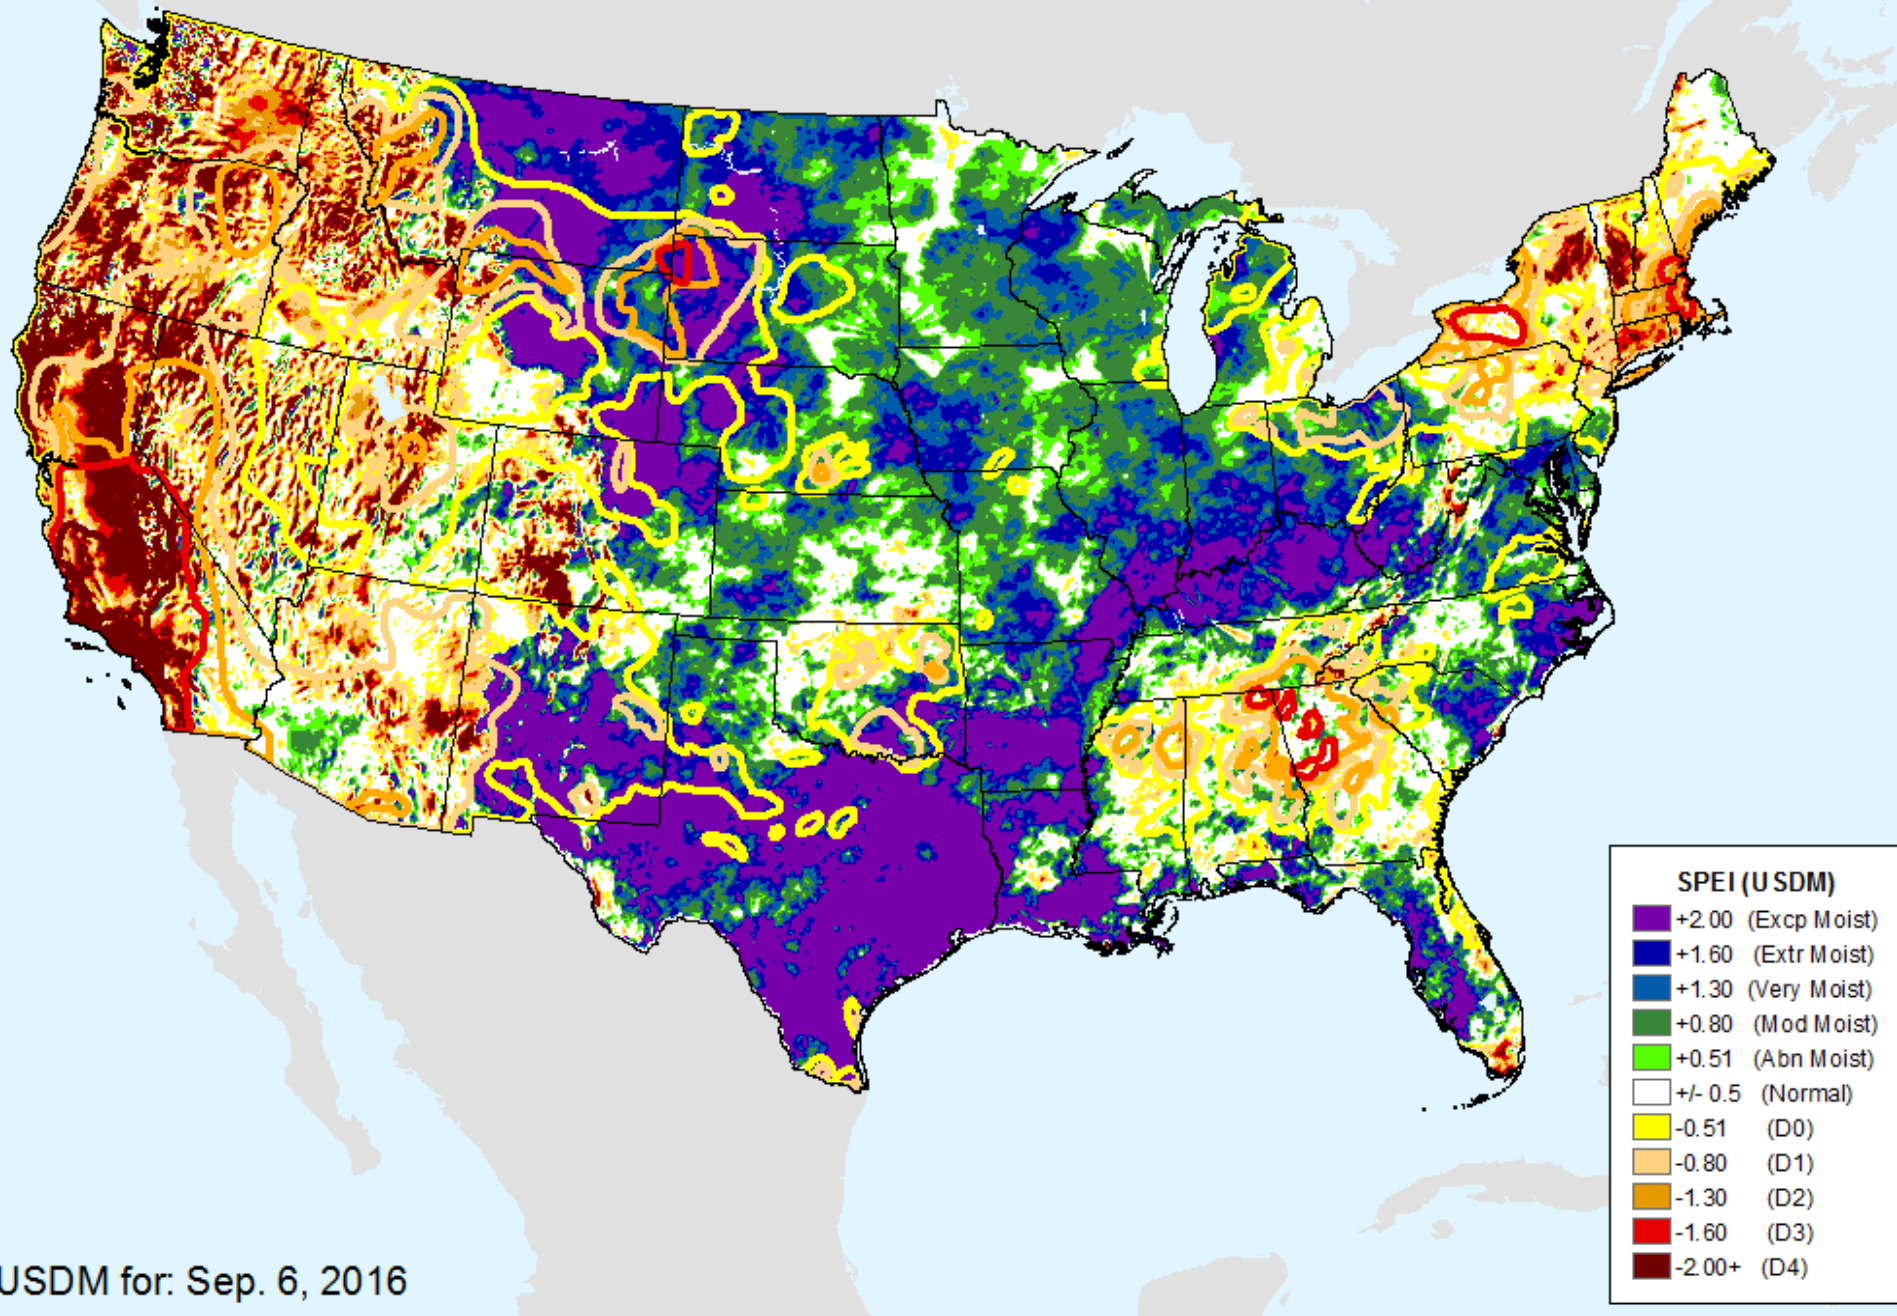 SPEI (USDM)
+2.00 (Excp Moist)
+1.60 (Extr Moist)
+1.30 (Very Moist)
+0.80 (Mod Moist)
+0.51 (Abn Moist)
+/- 0.5 (Normal)
-0.51 (D0)
-0.80 (D1)
-1.30 (D2)
-1.60 (D3)
-2.00+ (D4)
USDM for: Sep. 6, 2016